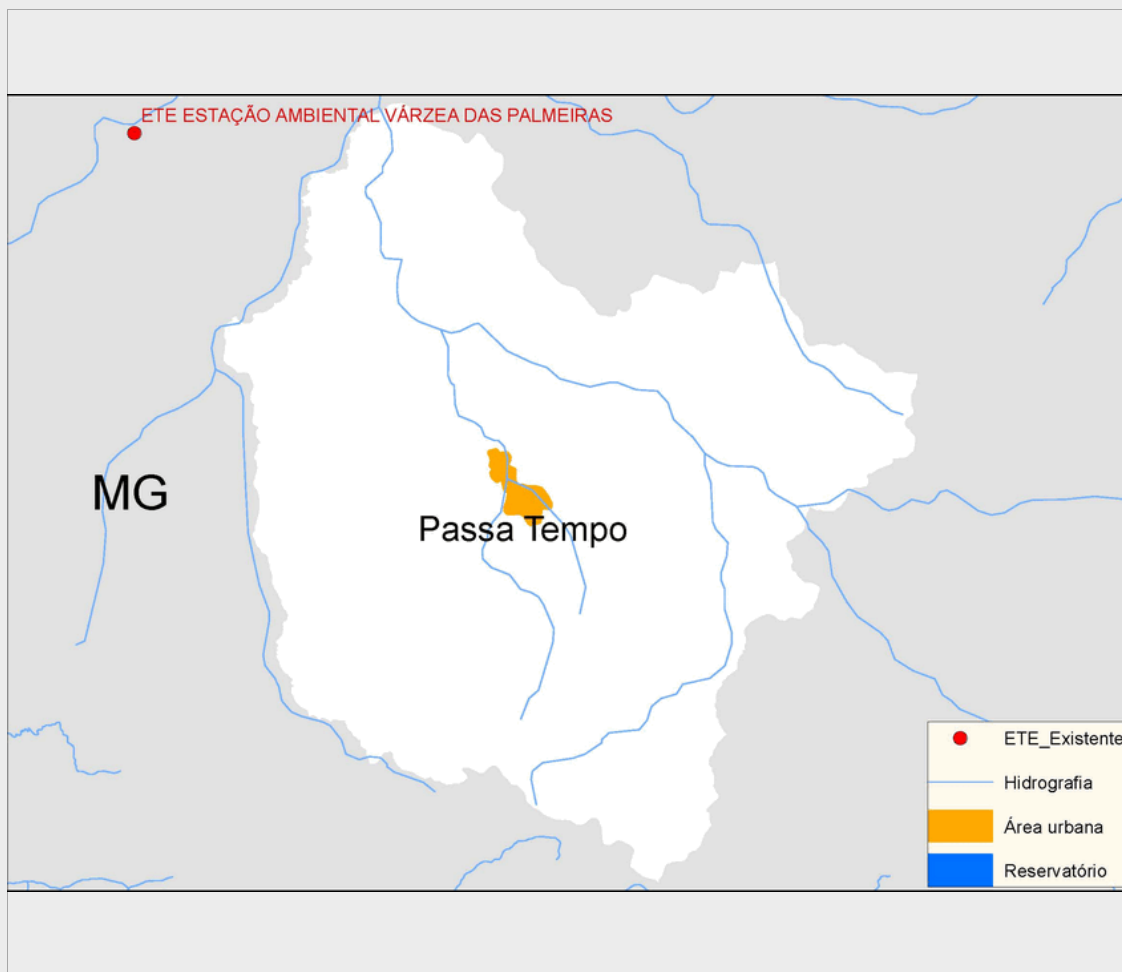 ETE ESTAÇÃO AMBIENTAL VÁRZEA DAS PALMEIRAS
MG
Passa Tempo
ETE_Existente
Hidrografia
Área urbana
Reservatório